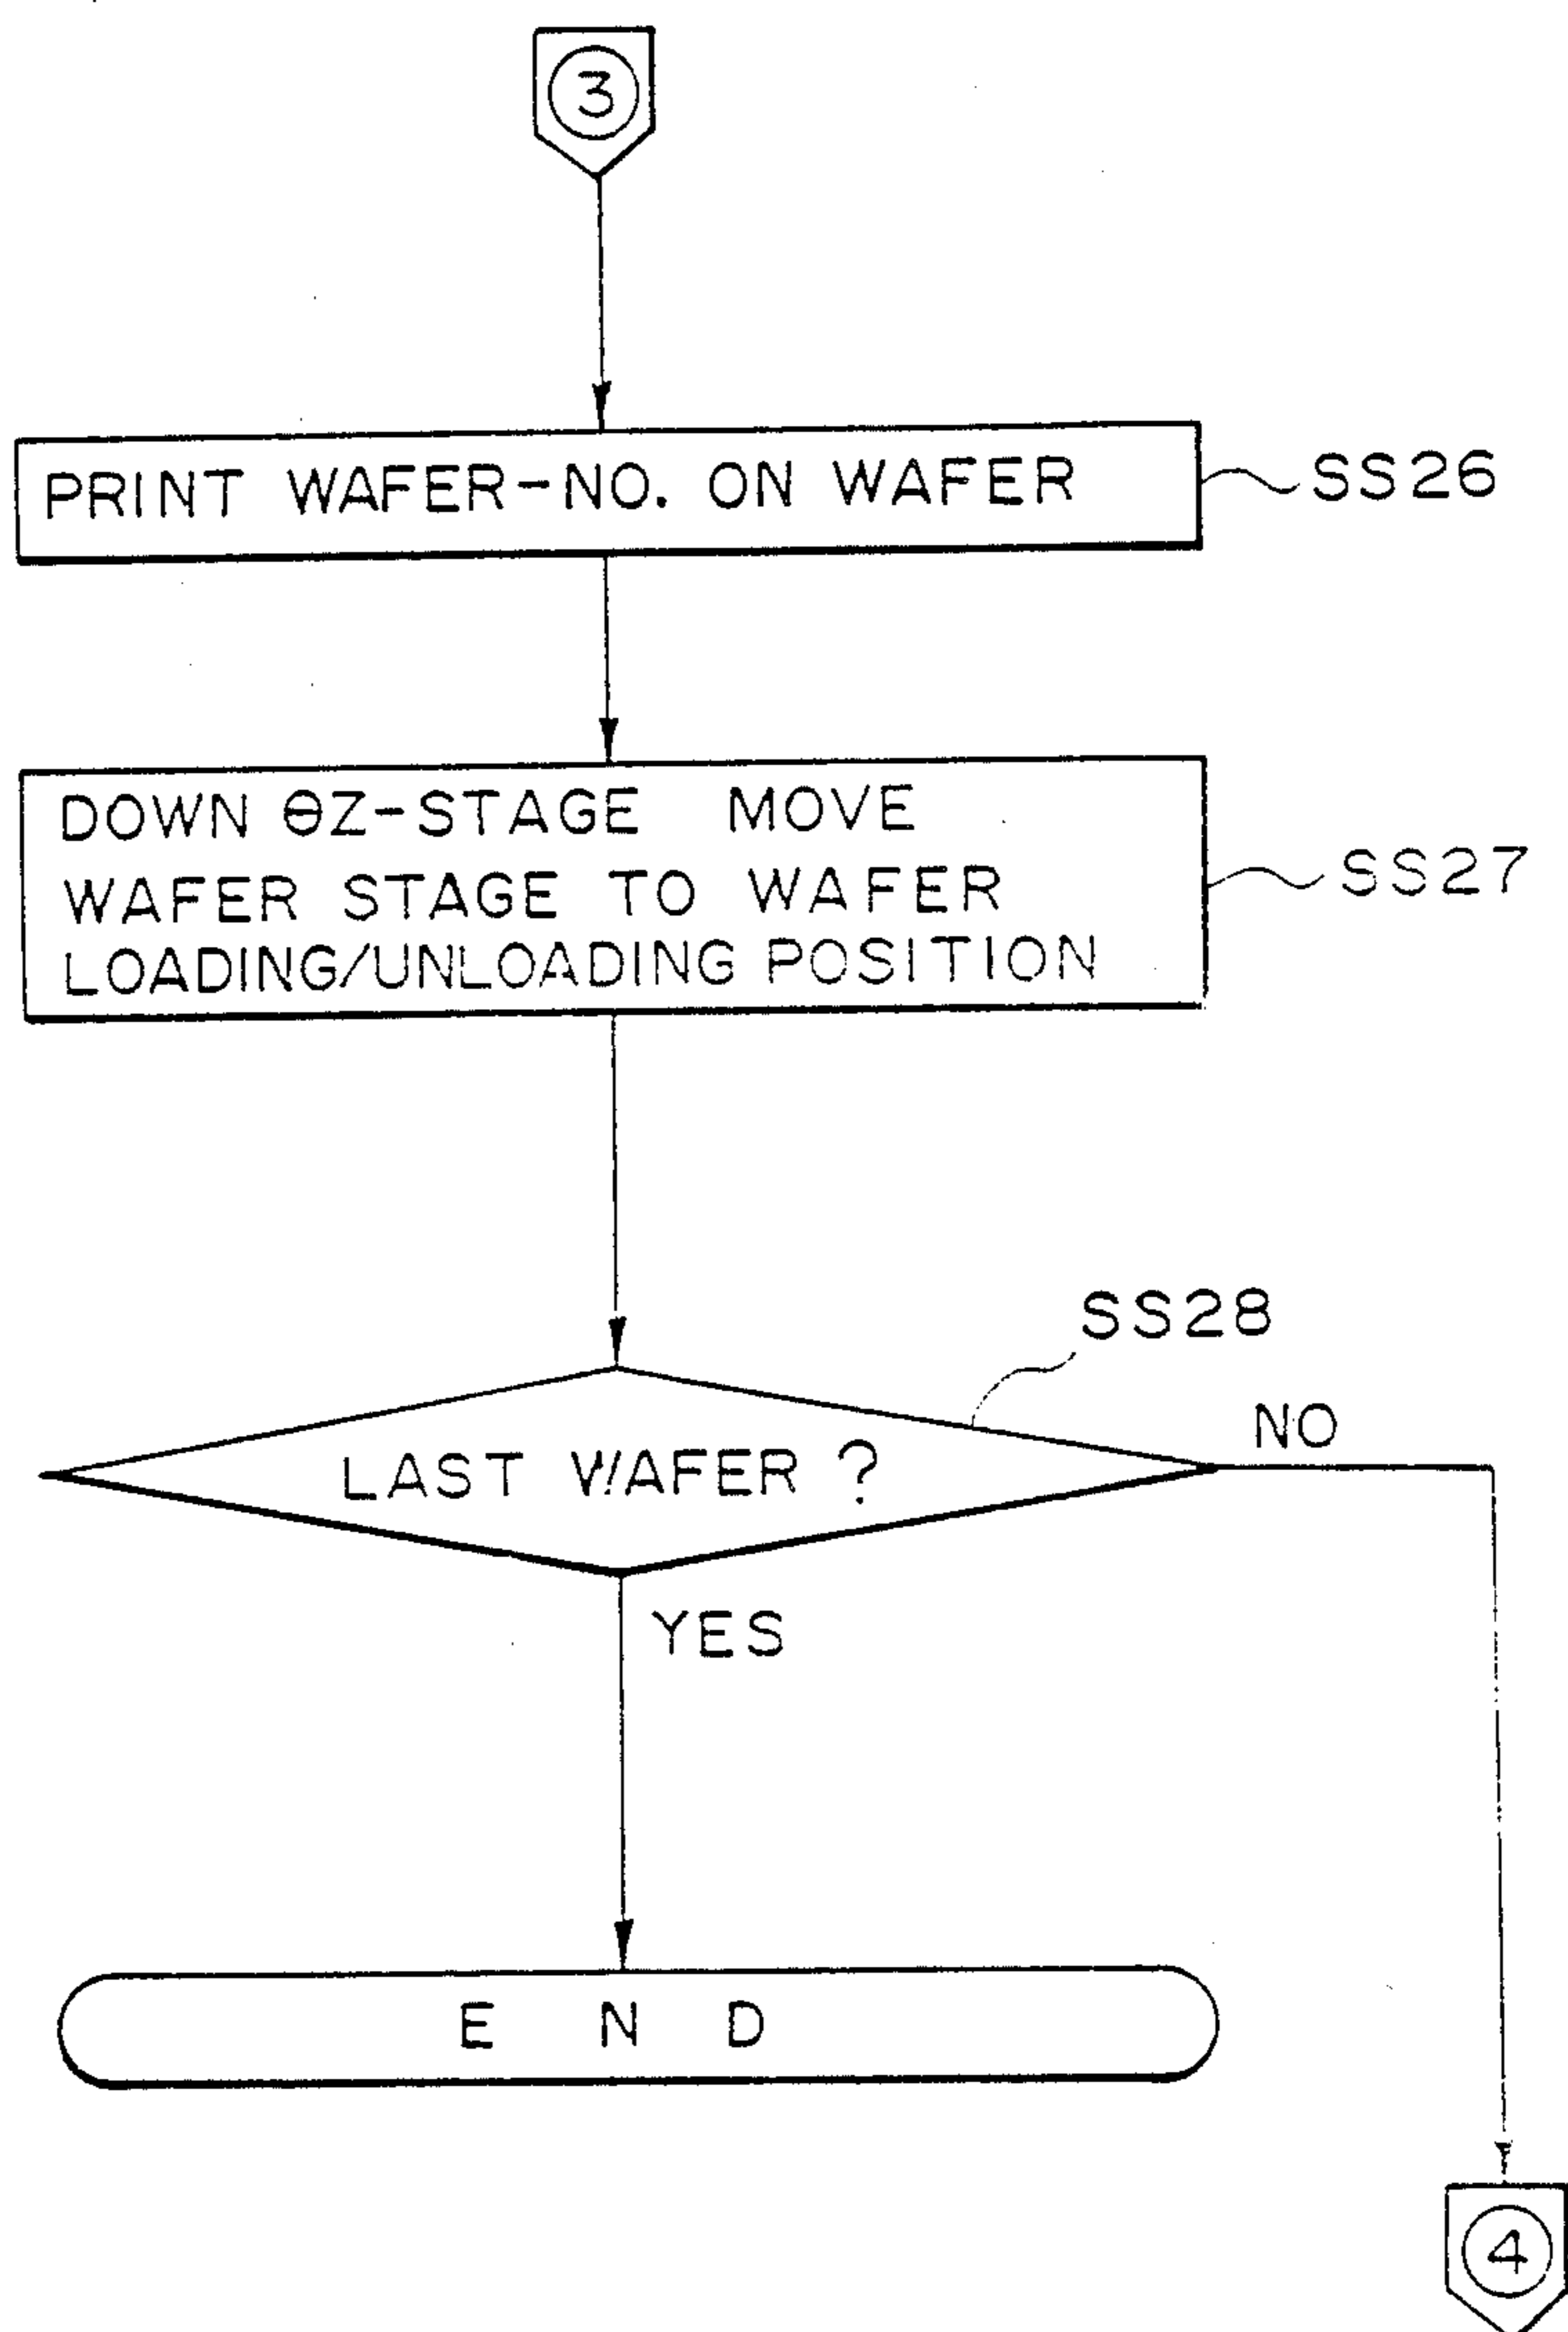 3
PRINT WAFER-NO. ON WAFER
SS26
DOWN θZ-STAGE MOVE
WAFER STAGE TO WAFER
LOADING/UNLOADING POSITION
SS27
SS28
LAST WAFER ?
NO
YES
E N D
4